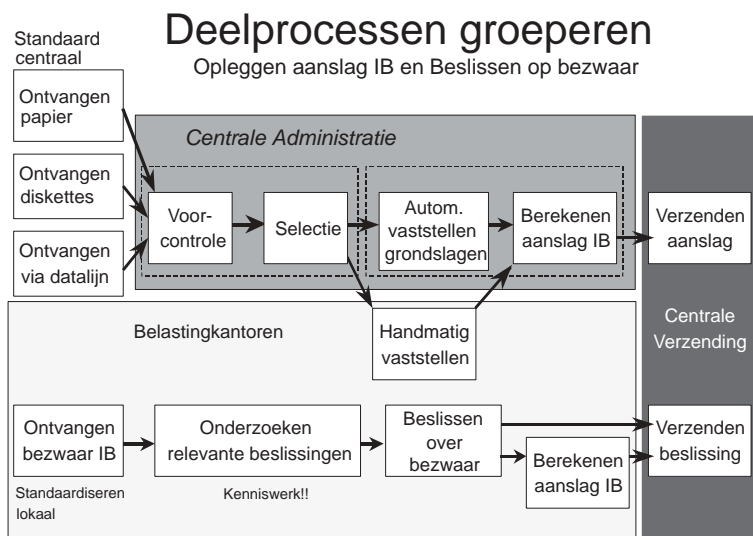 Deelprocessen groeperen
Opleggen aanslag IB en Beslissen op bezwaar
Standaard
centraal
Ontvangen
papier
Ontvangen
diskettes
Ontvangen
via datalijn
Centrale Administratie
Voor-
controle
Selectie
Autom.
vaststellen
grondslagen
Berekenen
aanslag IB
Verzenden
aanslag
Belastingkantoren
Handmatig
vaststellen
Centrale
Verzending
Ontvangen
bezwaar IB
Onderzoeken
relevante beslissingen
Beslissen
over
bezwaar
Berekenen
aanslag IB
Verzenden
beslissing
Standaardiseren
lokaal
Kenniswerk!!